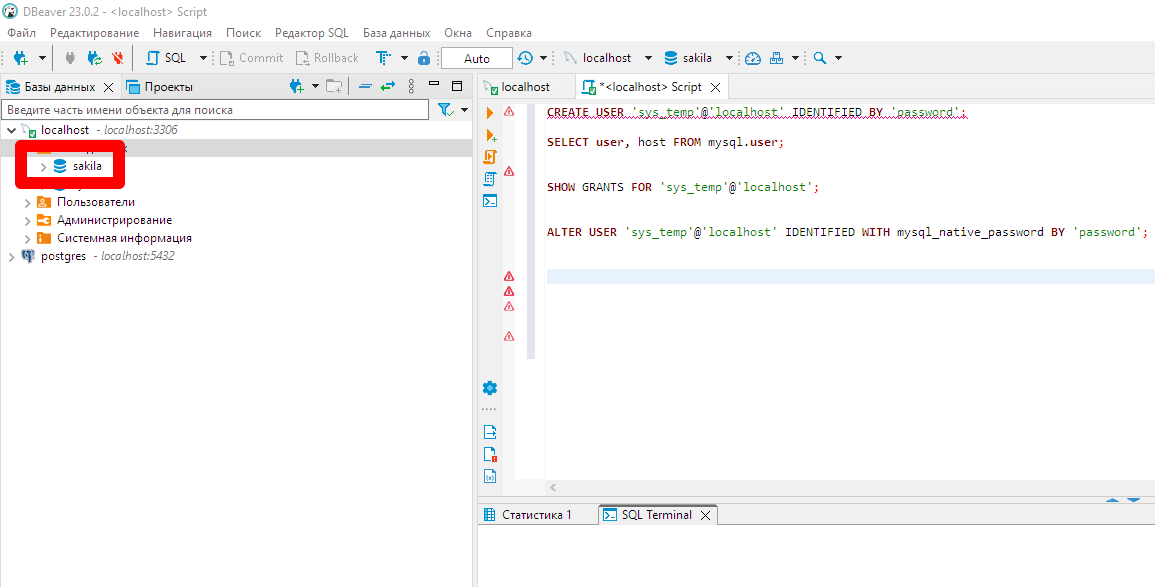 DBeaver 23.0.2 - <localhost> Script
Файл Редактирование Навигация Поиск Редактор SQL База данных Окна Справка
SQL Commit Rollback Auto localhost sakila
Базы данных Проекты localhost *<localhost> Script
Введите часть имени объекта для поиска
localhost - localhost:3306
sakila
Пользователи
Администрирование
Системная информация
postgres - localhost:5432
CREATE USER 'sys_temp'@'localhost' IDENTIFIED BY 'password';
SELECT user, host FROM mysql.user;
SHOW GRANTS FOR 'sys_temp'@'localhost';
ALTER USER 'sys_temp'@'localhost' IDENTIFIED WITH mysql_native_password BY 'password';
Статистика 1 SQL Terminal